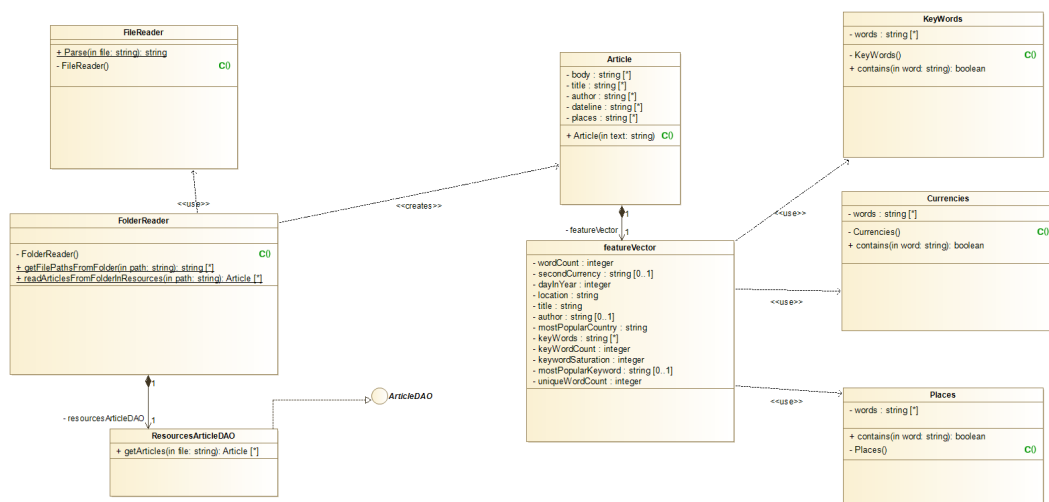 FileReader
+ Parse(in file: string): string
- FileReader()
C()
<<use>>
FolderReader
- FolderReader()
C()
+ getFilePathsFromFolder(in path: string): string [*]
+ readArticlesFromFolderInResources(in path: string): Article [*]
1
- resourcesArticleDAO
1
ResourcesArticleDAO
+ getArticles(in file: string): Article [*]
ArticleDAO
<<creates>>
Article
- body : string [*]
- title : string [*]
- author : string [*]
- dateline : string [*]
- places : string [*]
+ Article(in text: string)
C()
1
- featureVector
1
featureVector
- wordCount : integer
- secondCurrency : string [0..1]
- dayInYear : integer
- location : string
- title : string
- author : string [0..1]
- mostPopularCountry : string
- keyWords : string [*]
- keyWordCount : integer
- keywordSaturation : integer
- mostPopularKeyword : string [0..1]
- uniqueWordCount : integer
<<use>>
KeyWords
- words : string [*]
- KeyWords()
C()
+ contains(in word: string): boolean
<<use>>
Currencies
- words : string [*]
- Currencies()
C()
+ contains(in word: string): boolean
<<use>>
Places
- words : string [*]
+ contains(in word: string): boolean
- Places()
C()